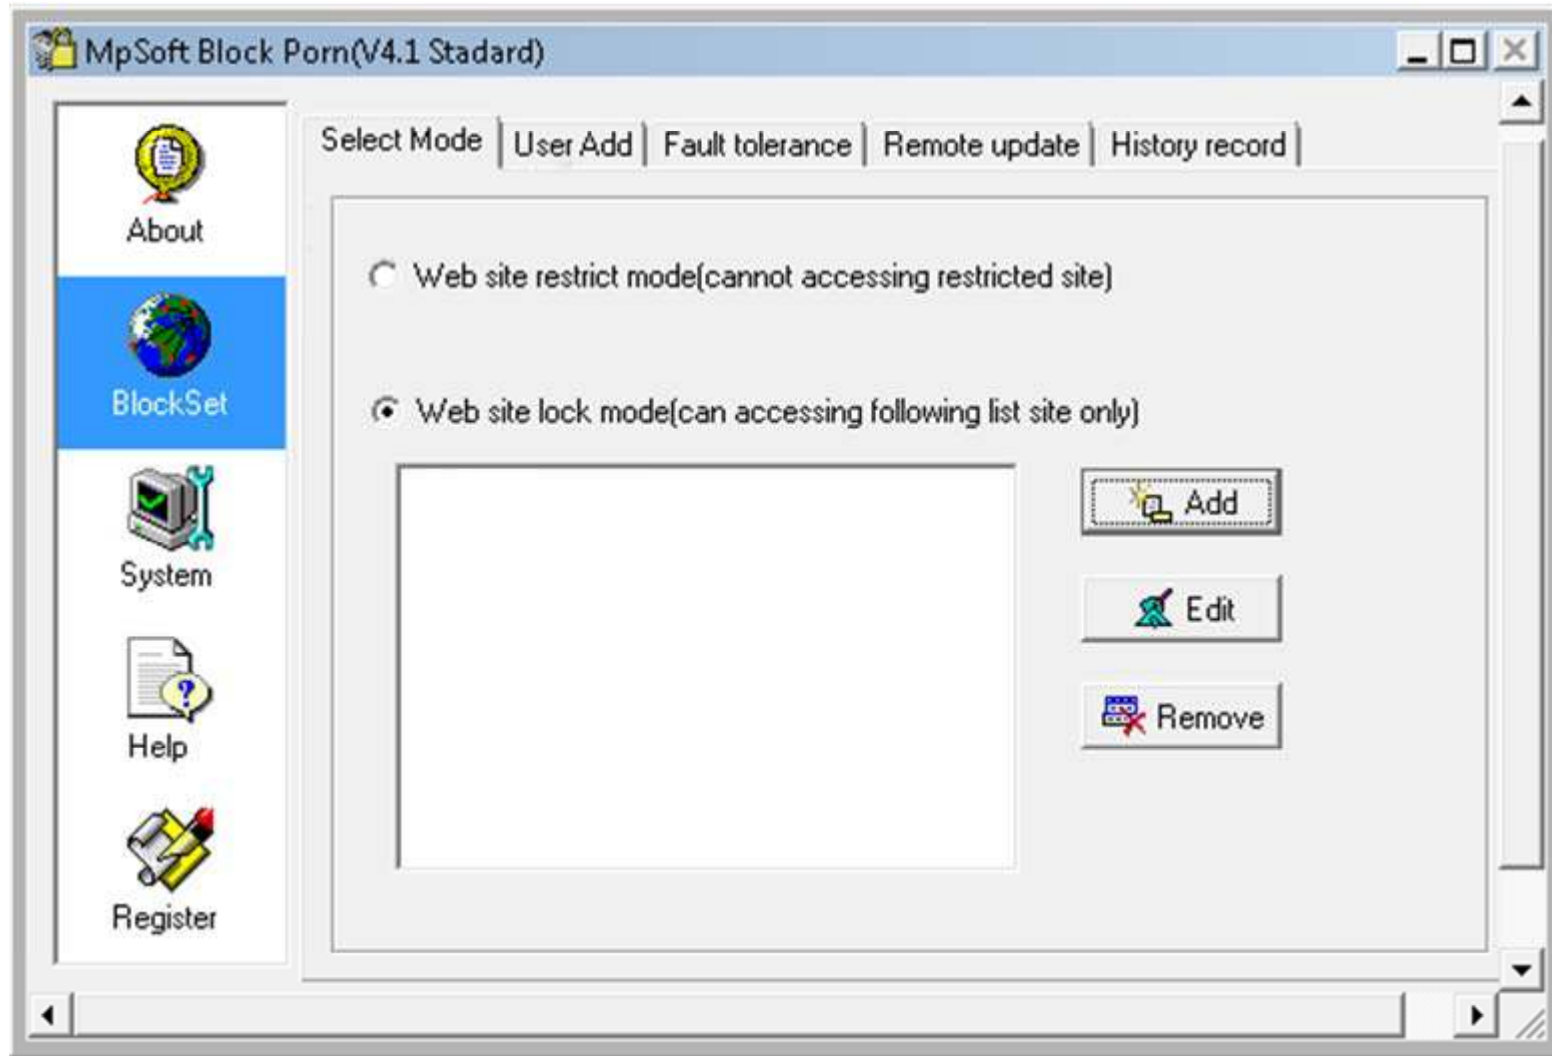 MpSoft Block Porn(V4.1 Stadard)
About
BlockSet
System
Help
Register
Select Mode
User Add
Fault tolerance
Remote update
History record
Web site restrict mode(cannot accessing restricted site)
Web site lock mode(can accessing following list site only)
Add
Edit
Remove